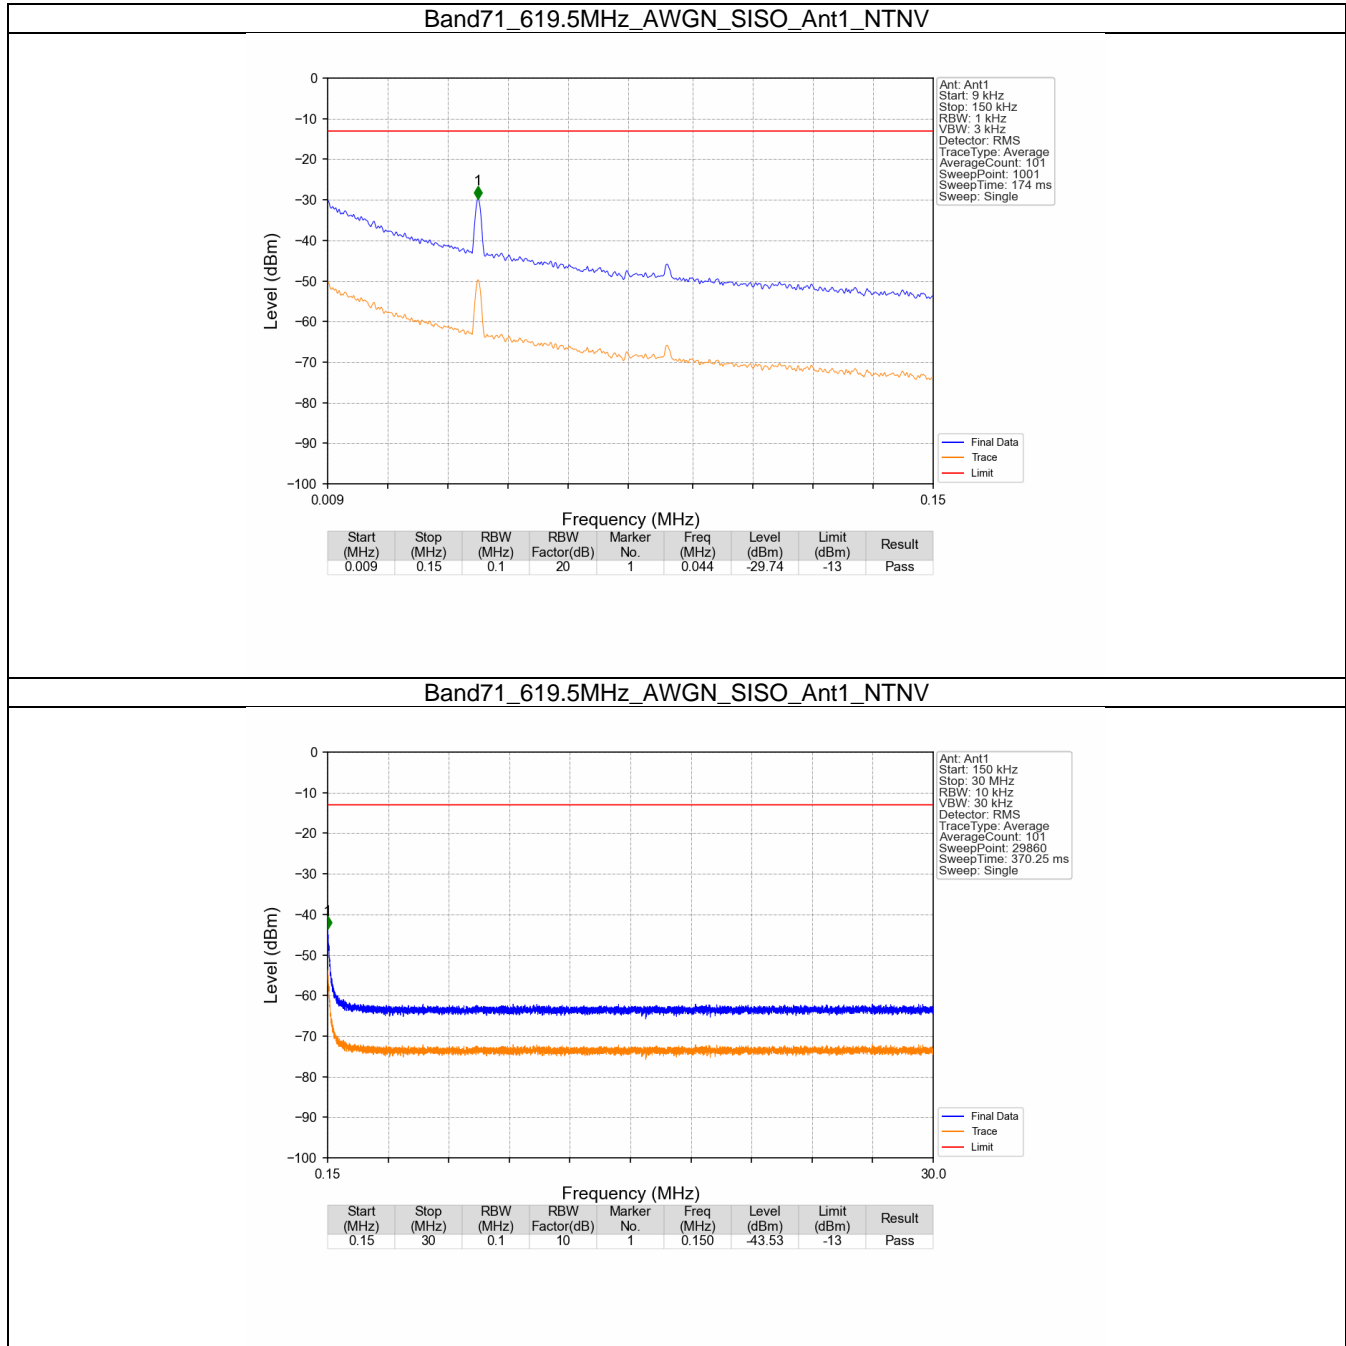 Band71_619.5MHz_AWGN_SISO_Ant1_NTNV
Ant: Ant1
Start: 9 kHz
Stop: 150 kHz
RBW: 1 kHz
VBW: 3 kHz
Detector: RMS
TraceType: Average
AverageCount: 101
SweepPoint: 1001
SweepTime: 174 ms
Sweep: Single
0
−10
−20
−30
−40
−50
−60
−70
−80
−90
−100
Level (dBm)
1
Final Data
Trace
Limit
0.009 0.15
Frequency (MHz)
Start (MHz) Stop (MHz) RBW (MHz) RBW Factor(dB) Marker No. Freq (MHz) Level (dBm) Limit (dBm) Result
0.009 0.15 0.1 20 1 0.044 -29.74 -13 Pass
Band71_619.5MHz_AWGN_SISO_Ant1_NTNV
Ant: Ant1
Start: 150 kHz
Stop: 30 MHz
RBW: 10 kHz
VBW: 30 kHz
Detector: RMS
TraceType: Average
AverageCount: 101
SweepPoint: 29860
SweepTime: 370.25 ms
Sweep: Single
0
−10
−20
−30
−40
−50
−60
−70
−80
−90
−100
Level (dBm)
1
Final Data
Trace
Limit
0.15 30.0
Frequency (MHz)
Start (MHz) Stop (MHz) RBW (MHz) RBW Factor(dB) Marker No. Freq (MHz) Level (dBm) Limit (dBm) Result
0.15 30 0.1 10 1 0.150 -43.53 -13 Pass